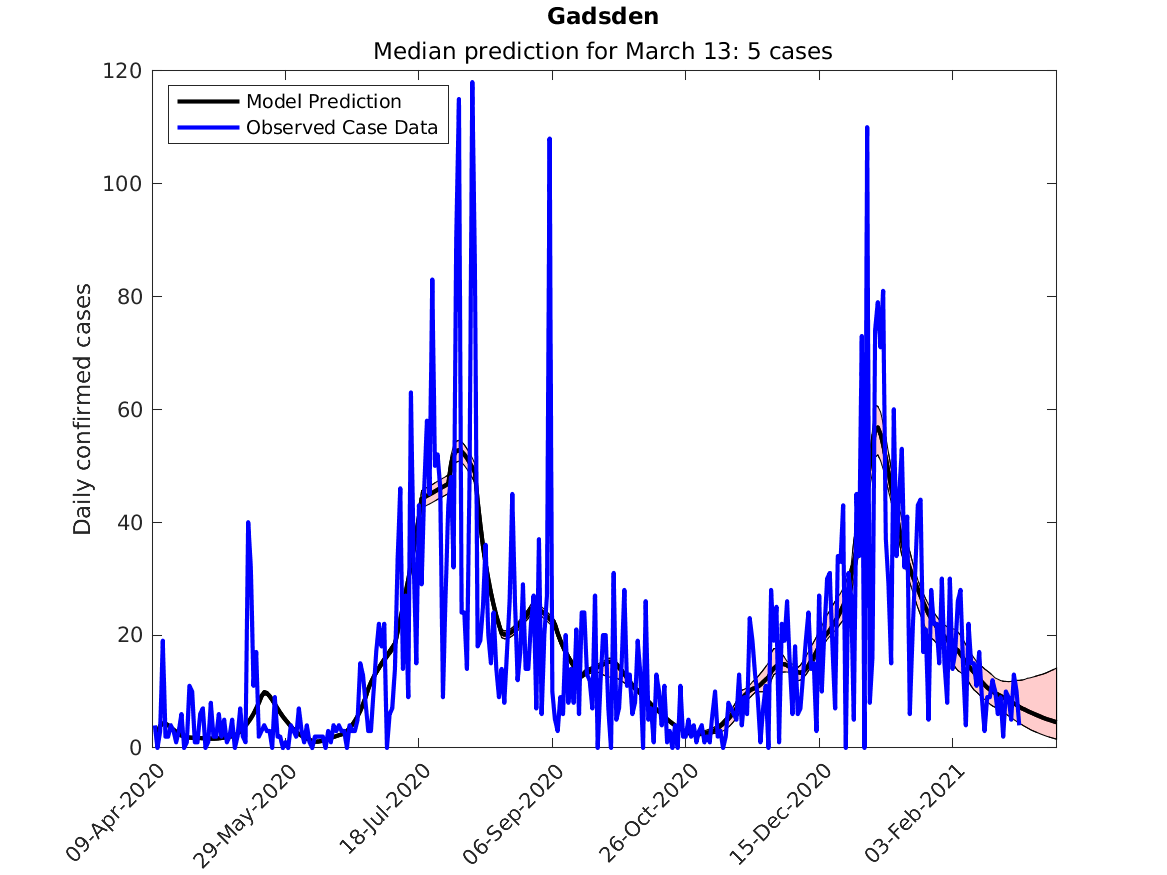 Gadsden
Median prediction for March 13: 5 cases
Model Prediction
Observed Case Data
Daily confirmed cases
120
100
80
60
40
20
0
09-Apr-2020
29-May-2020
18-Jul-2020
06-Sep-2020
26-Oct-2020
15-Dec-2020
03-Feb-2021